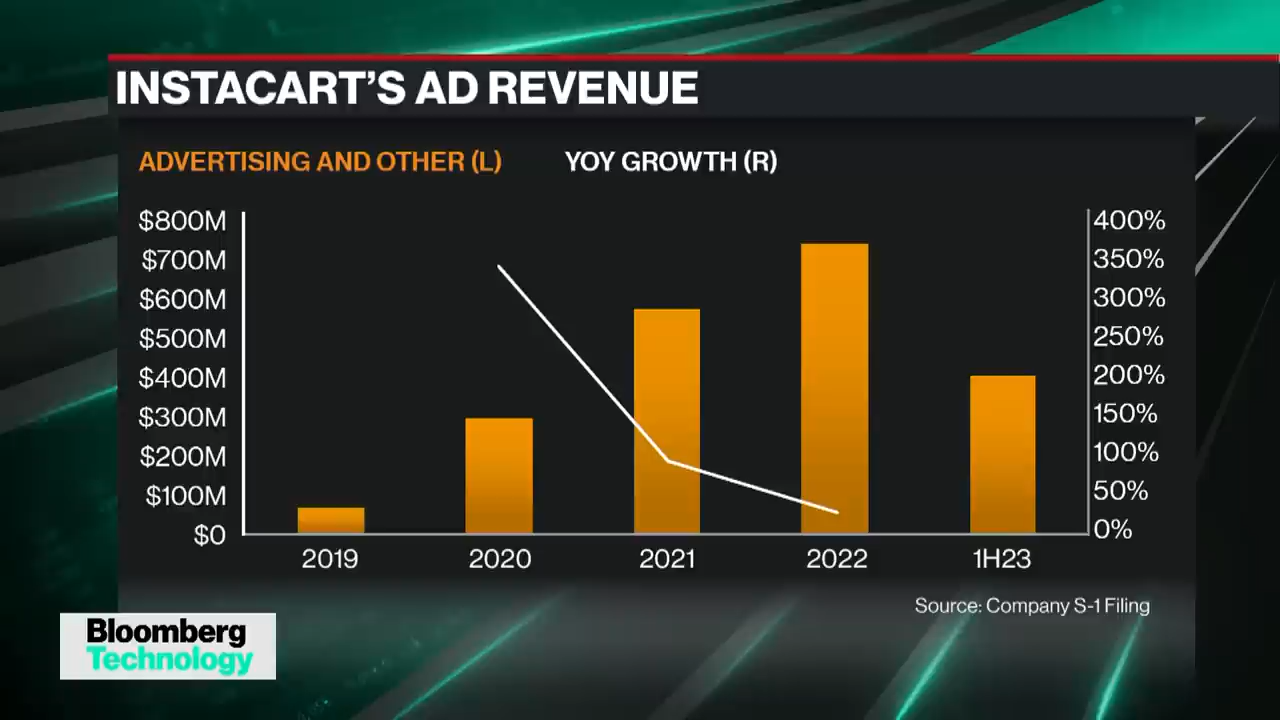 INSTACART'S AD REVENUE
ADVERTISING AND OTHER (L) YOY GROWTH (R)
$800M 400%
$700M 350%
$600M 300%
$500M 250%
$400M 200%
$300M 150%
$200M 100%
$100M 50%
$0 0%
2019 2020 2021 2022 1H23
Source: Company S-1 Filing
Bloomberg
Technology